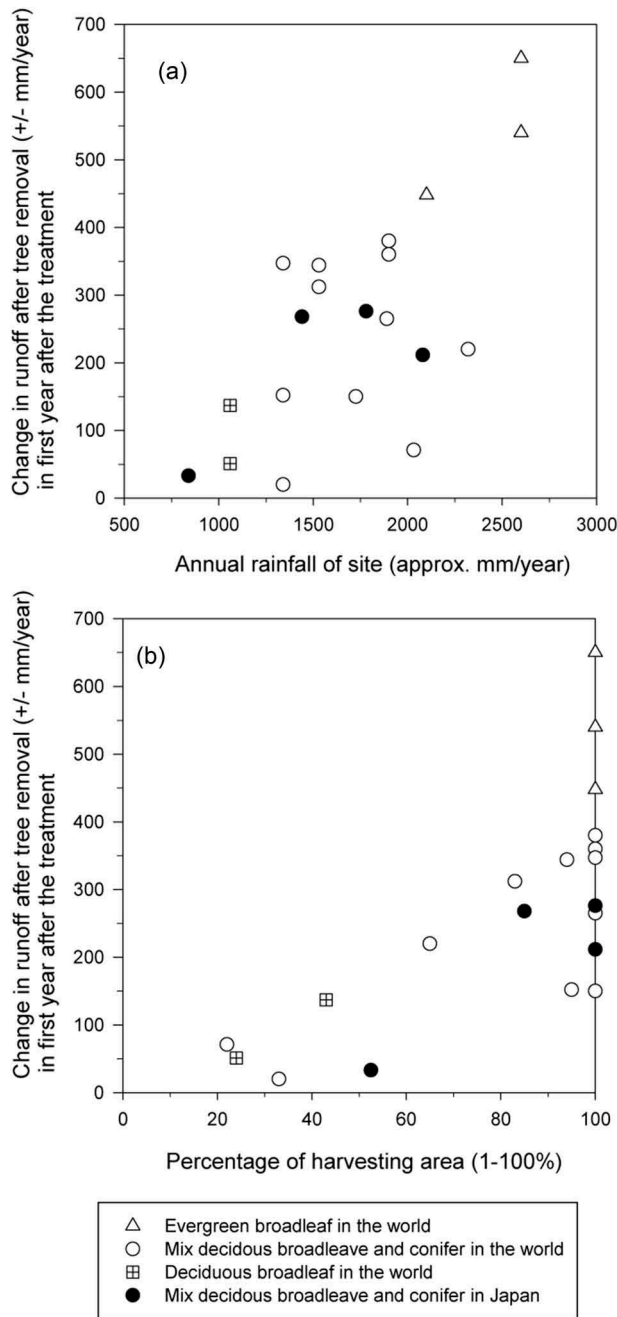 700
600
500
400
300
200
100
0
(a)
Change in runoff after tree removal (+/- mm/year)
in first year after the treatment
500 1000 1500 2000 2500 3000
Annual rainfall of site (approx. mm/year)
700
600
500
400
300
200
100
0
(b)
Change in runoff after tree removal (+/- mm/year)
in first year after the treatment
0 20 40 60 80 100
Percentage of harvesting area (1-100%)
Evergreen broadleaf in the world
Mix decidous broadleave and conifer in the world
Deciduous broadleaf in the world
Mix decidous broadleave and conifer in Japan